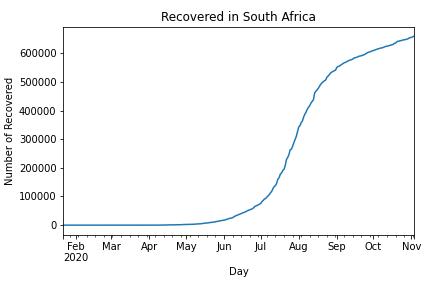 Recovered in South Africa
Number of Recovered
600000
500000
400000
300000
200000
100000
0
Feb Mar Apr May Jun Jul Aug Sep Oct Nov
2020
Day